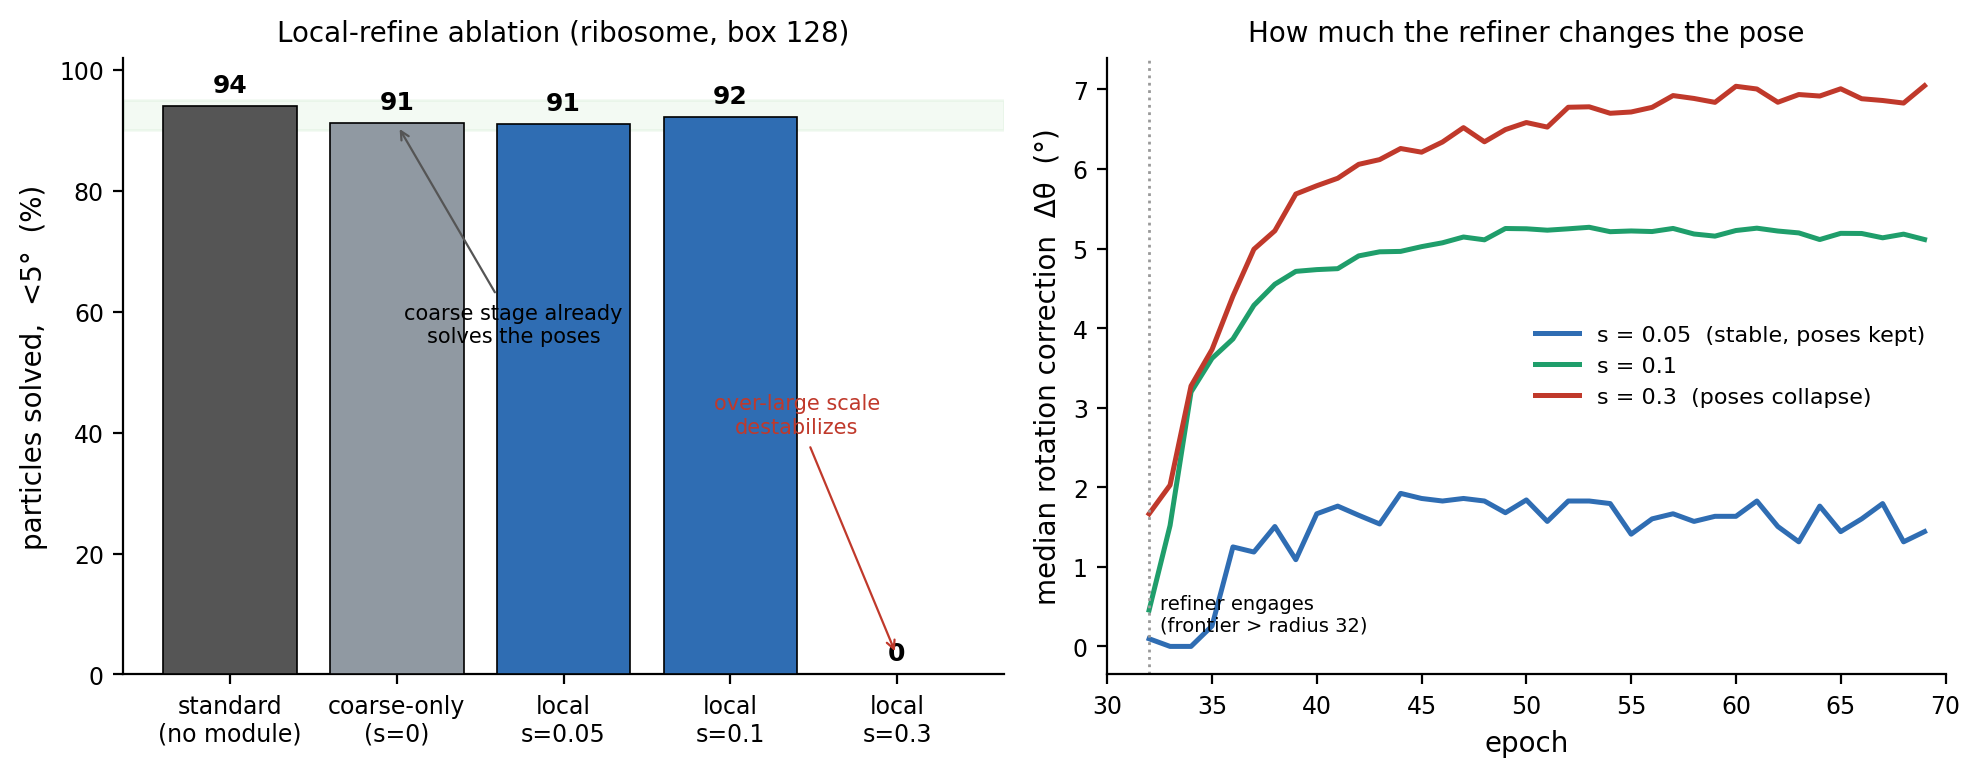 Local-refine ablation (ribosome, box 128)
particles solved, <5° (%)
100
80
60
40
20
0
94
91
91
92
0
coarse stage already
solves the poses
over-large scale
destabilizes
standard
(no module)
coarse-only
(s=0)
local
s=0.05
local
s=0.1
local
s=0.3
How much the refiner changes the pose
median rotation correction Δθ (°)
7
6
5
4
3
2
1
0
s = 0.05 (stable, poses kept)
s = 0.1
s = 0.3 (poses collapse)
refiner engages
(frontier > radius 32)
30
35
40
45
50
55
60
65
70
epoch